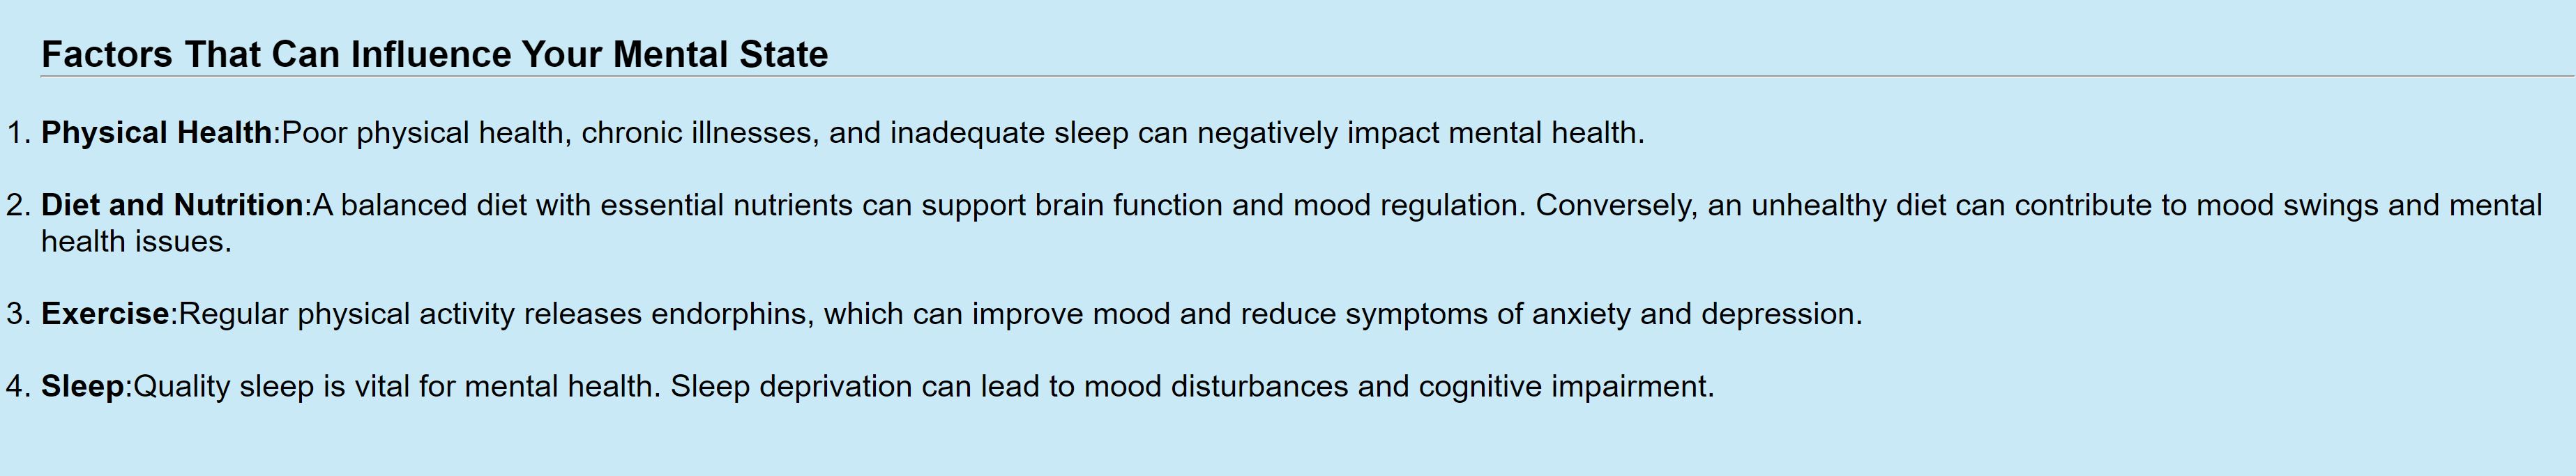 Factors That Can Influence Your Mental State
1. Physical Health:Poor physical health, chronic illnesses, and inadequate sleep can negatively impact mental health.
2. Diet and Nutrition:A balanced diet with essential nutrients can support brain function and mood regulation. Conversely, an unhealthy diet can contribute to mood swings and mental
health issues.
3. Exercise:Regular physical activity releases endorphins, which can improve mood and reduce symptoms of anxiety and depression.
4. Sleep:Quality sleep is vital for mental health. Sleep deprivation can lead to mood disturbances and cognitive impairment.